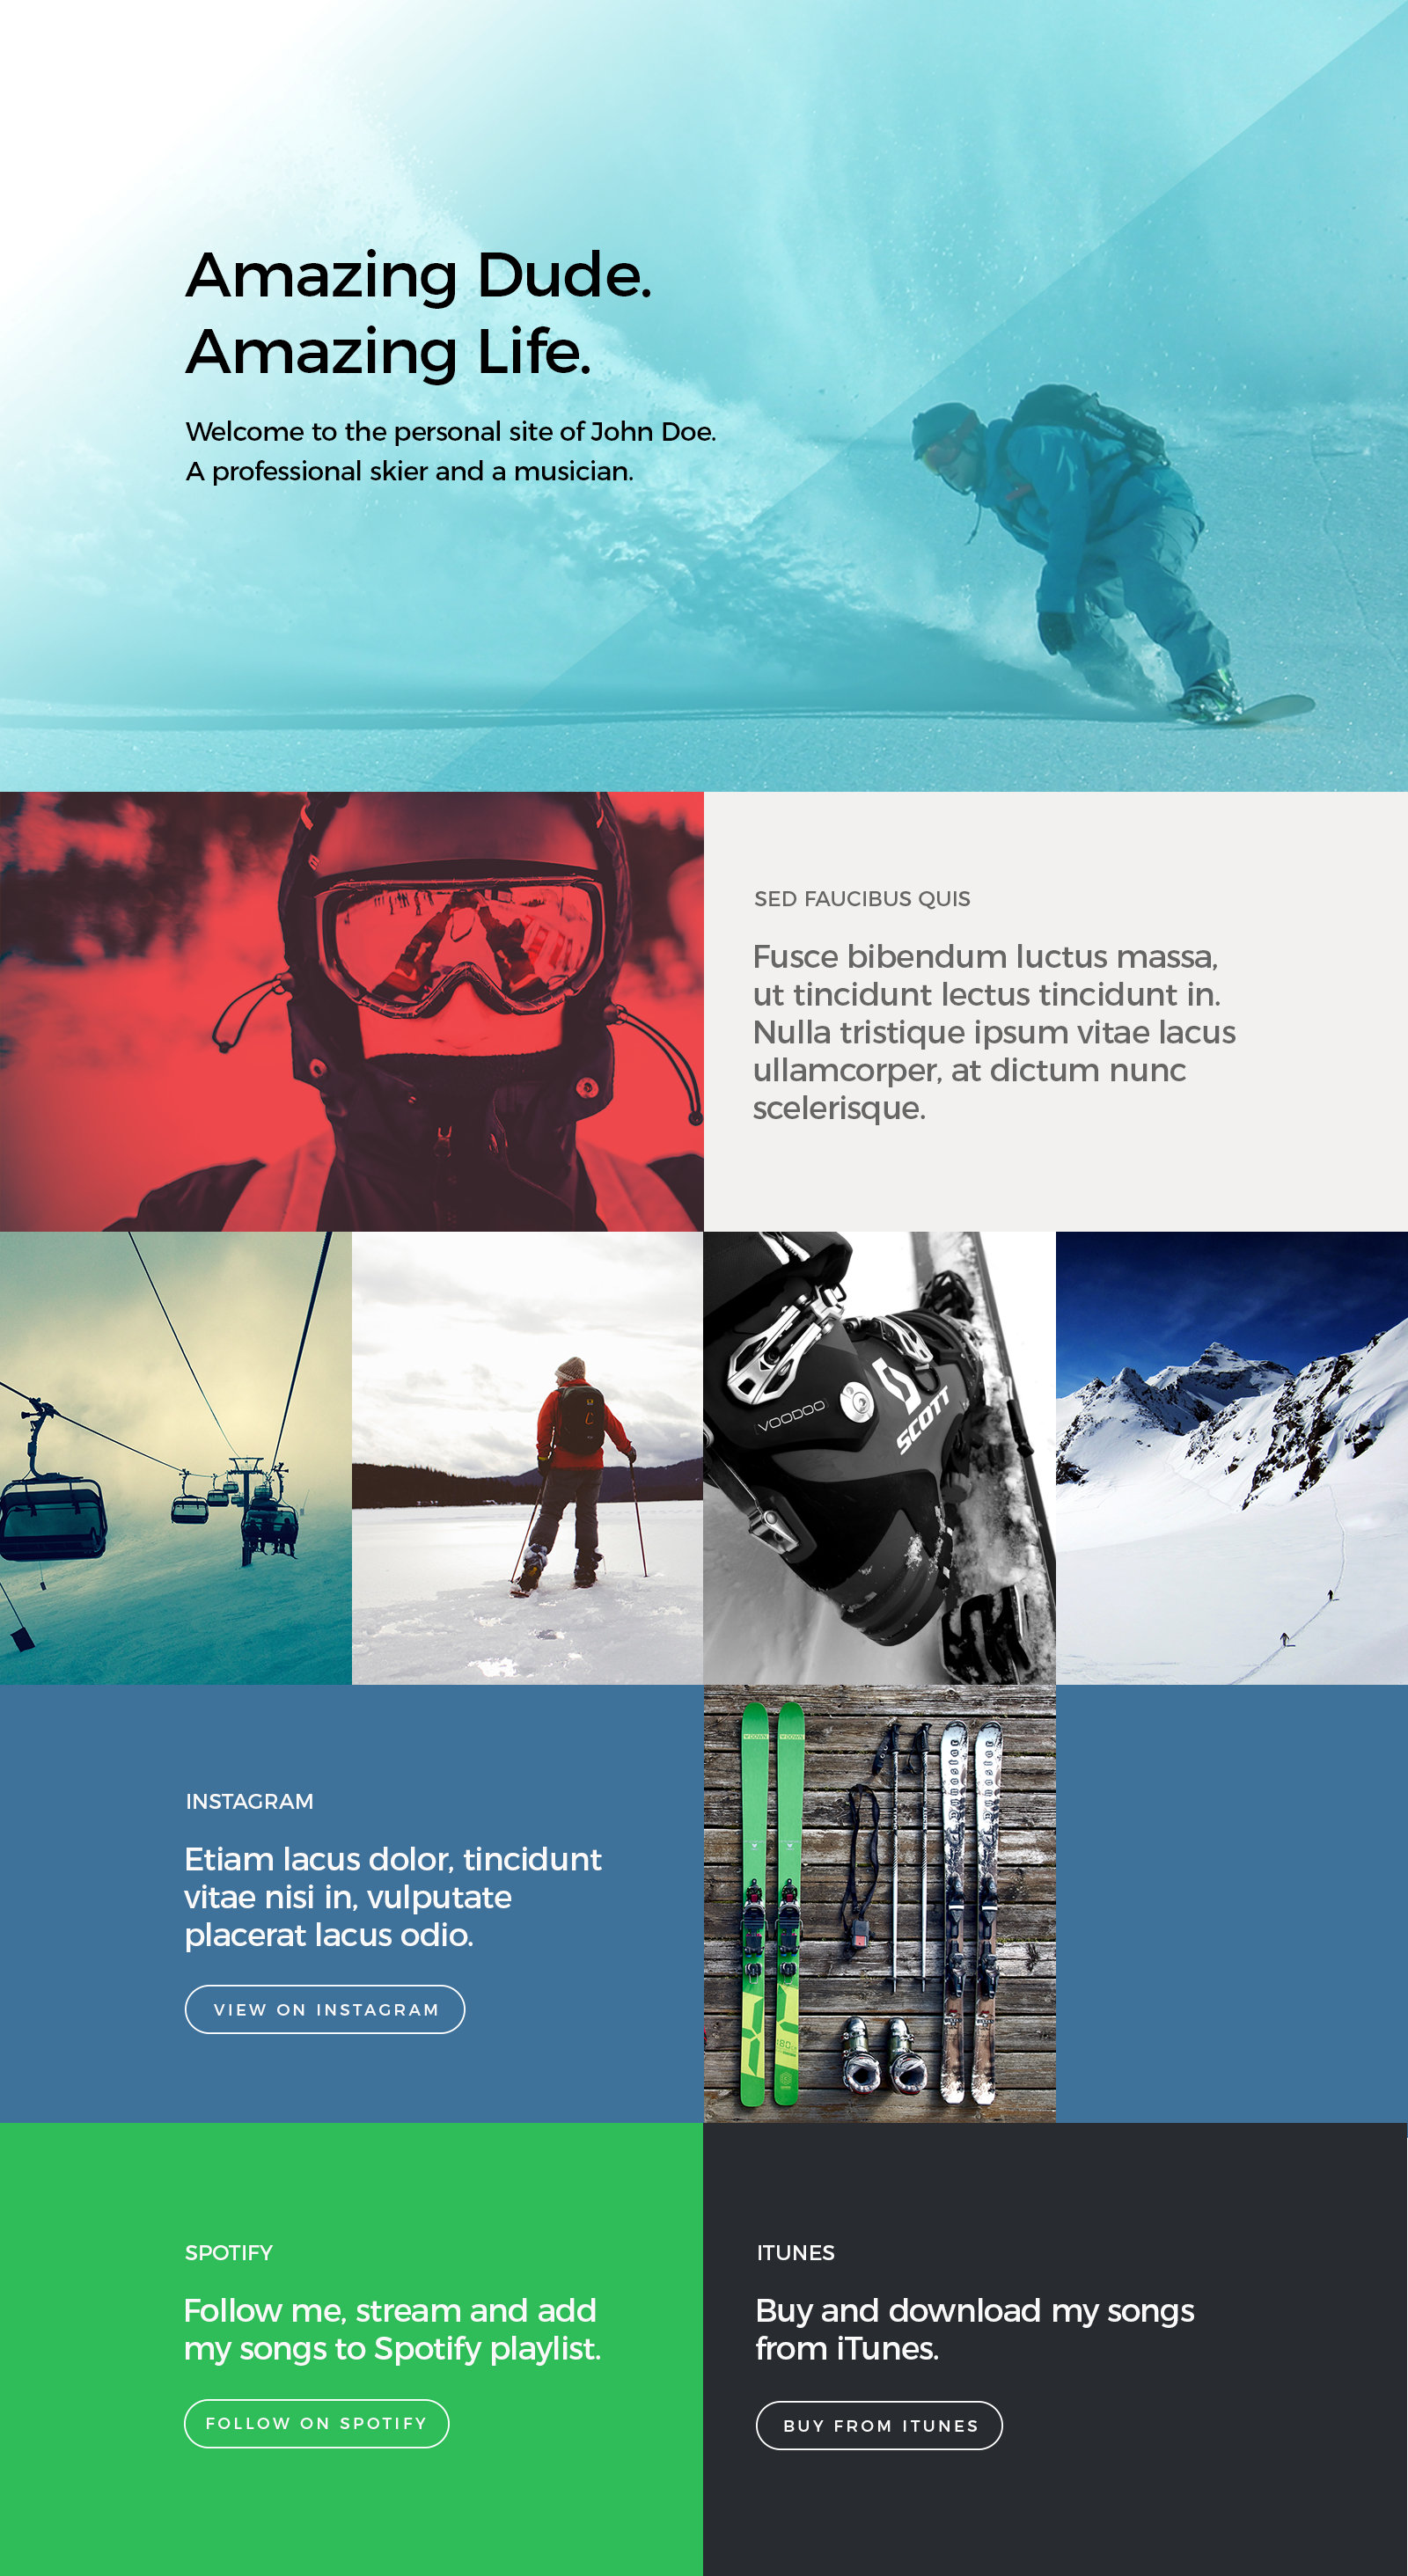 Amazing Dude.
Amazing Life.
Welcome to the personal site of John Doe.
A professional skier and a musician.
SED FAUCIBUS QUIS
Fusce bibendum luctus massa,
ut tincidunt lectus tincidunt in.
Nulla tristique ipsum vitae lacus
ullamcorper, at dictum nunc
scelerisque.
VOODOO
SCOTT
INSTAGRAM
Etiam lacus dolor, tincidunt
vitae nisi in, vulputate
placerat lacus odio.
VIEW ON INSTAGRAM
DOWN
DOWN
SPOTIFY
Follow me, stream and add
my songs to Spotify playlist.
FOLLOW ON SPOTIFY
ITUNES
Buy and download my songs
from iTunes.
BUY FROM ITUNES